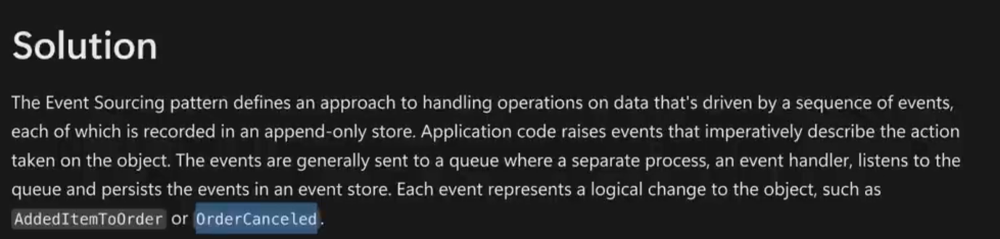 Solution
The Event Sourcing pattern defines an approach to handling operations on data that's driven by a sequence of events,
each of which is recorded in an append-only store. Application code raises events that imperatively describe the action
taken on the object. The events are generally sent to a queue where a separate process, an event handler, listens to the
queue and persists the events in an event store. Each event represents a logical change to the object, such as
AddedItemToOrder or OrderCanceled.